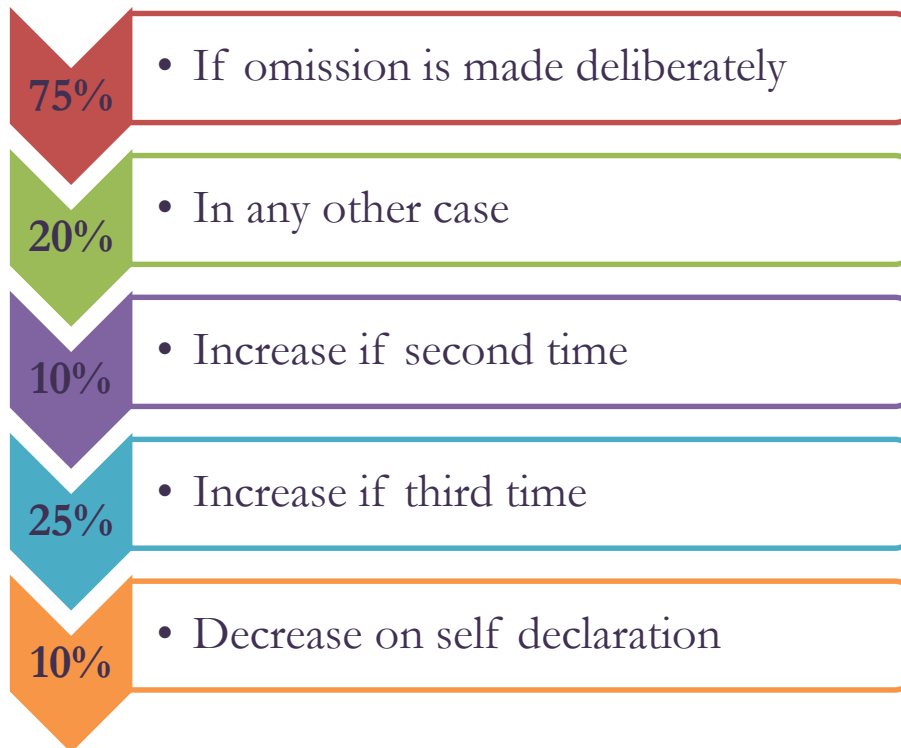 75%
• If omission is made deliberately
20%
• In any other case
10%
• Increase if second time
25%
• Increase if third time
10%
• Decrease on self declaration